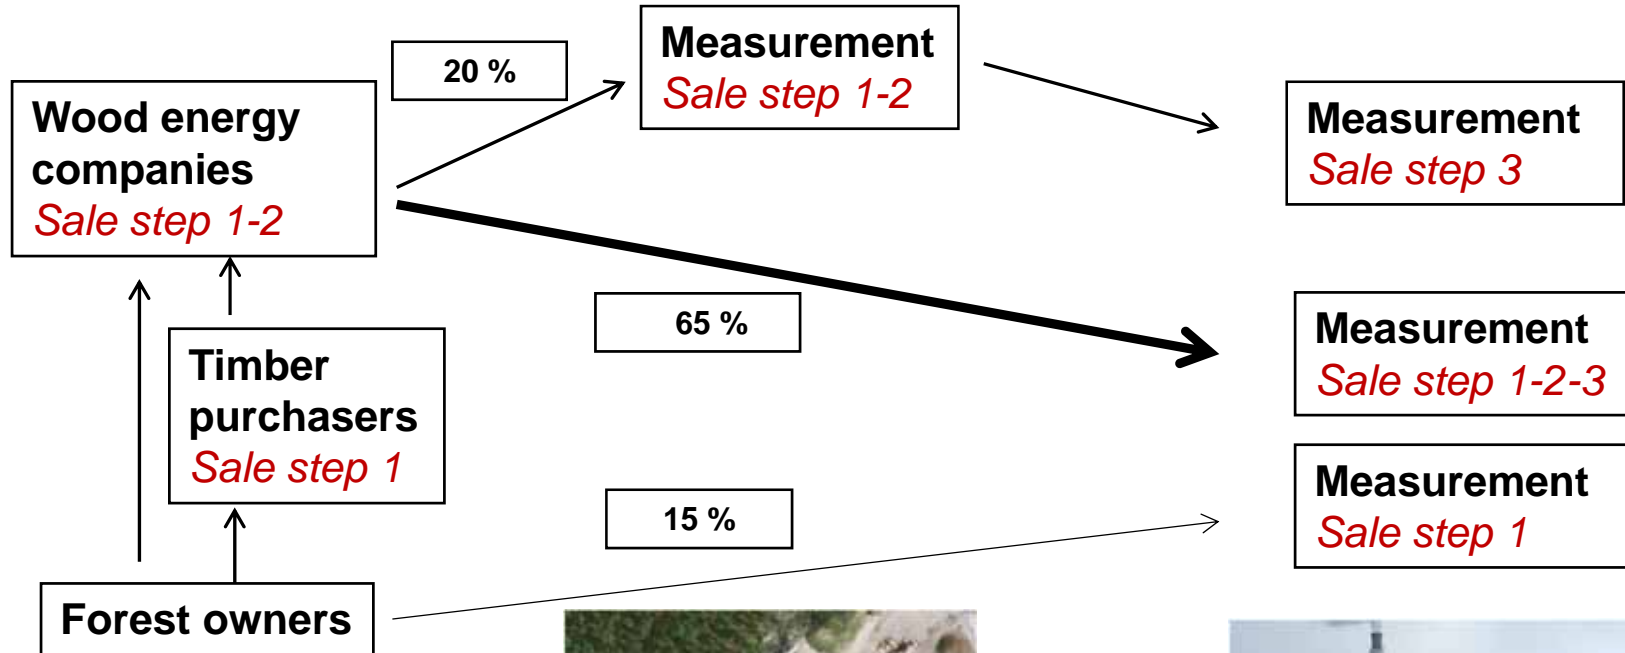 20 %
Measurement
Sale step 1-2
Wood energy
companies
Sale step 1-2
Measurement
Sale step 3
65 %
Measurement
Sale step 1-2-3
Timber
purchasers
Sale step 1
15 %
Measurement
Sale step 1
Forest owners